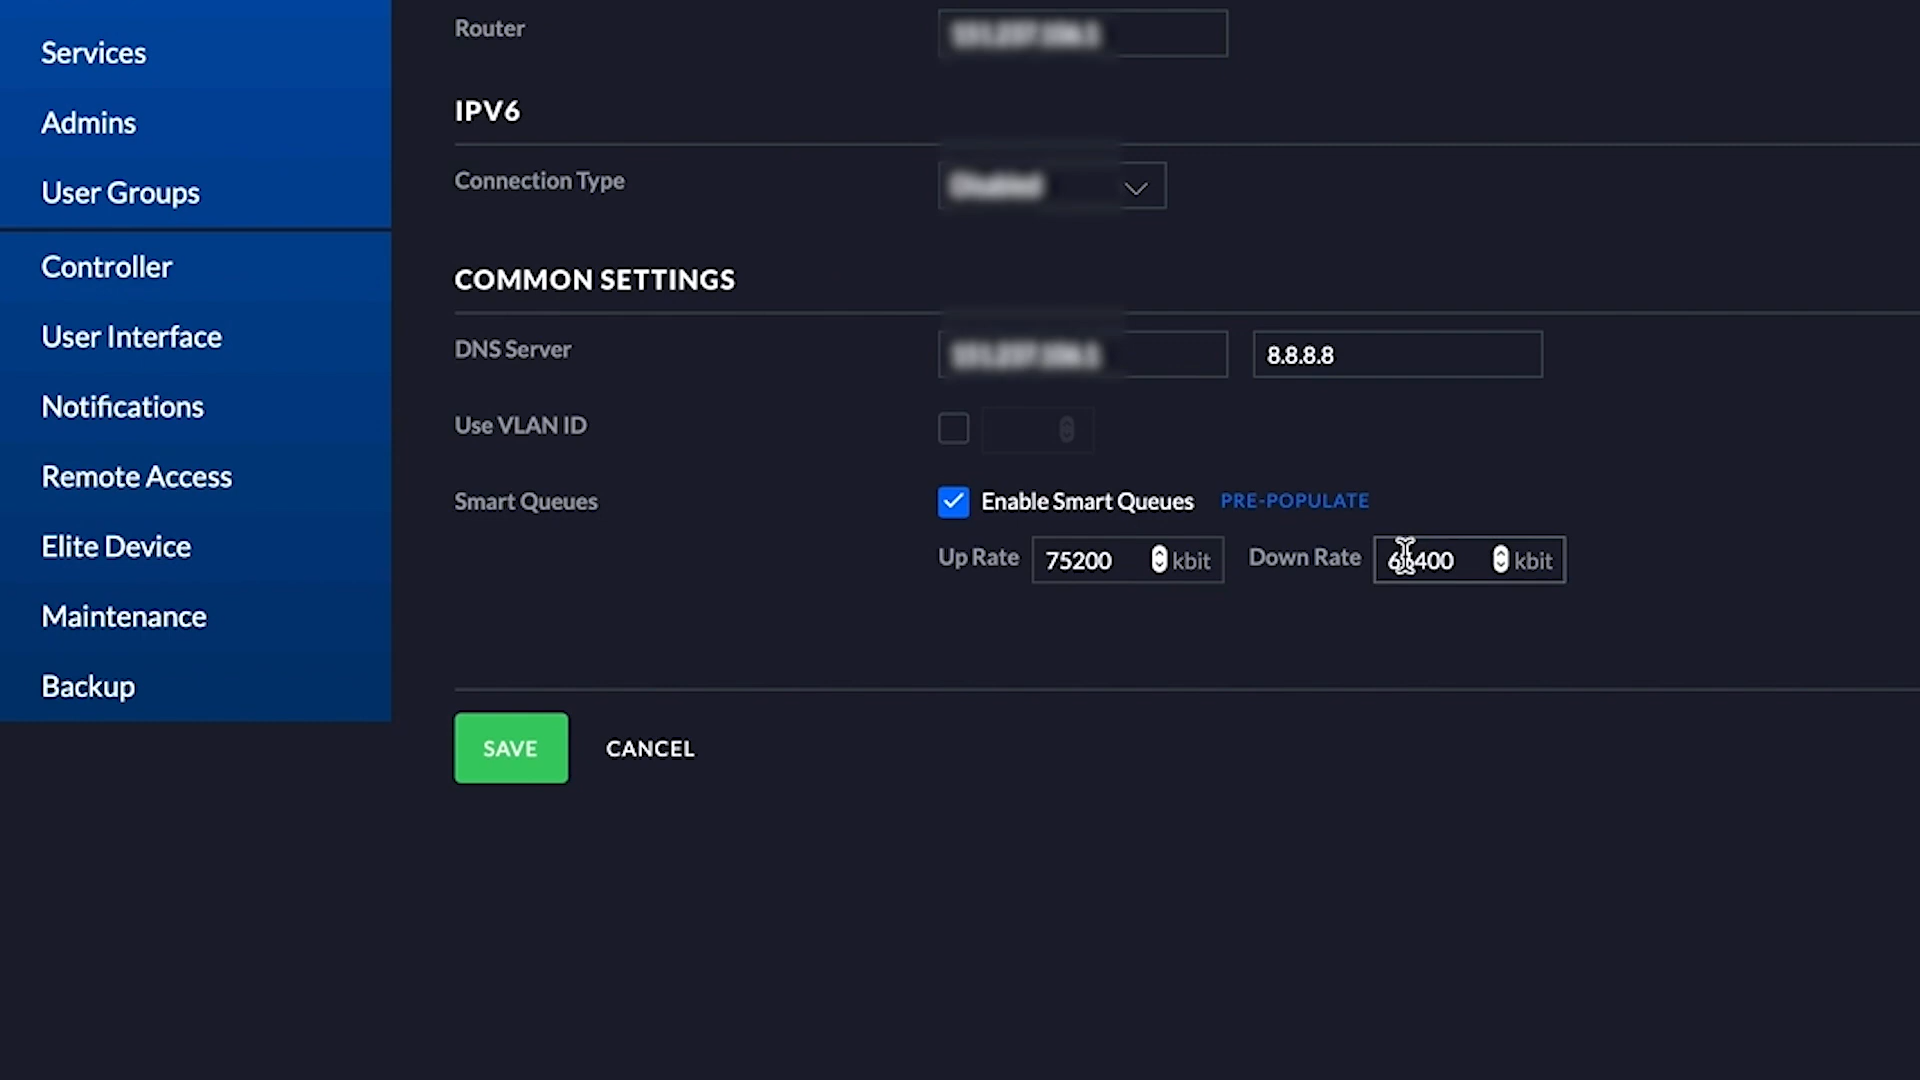 Services
Admins
User Groups
Controller
User Interface
Notifications
Remote Access
Elite Device
Maintenance
Backup
Router
IPV6
Connection Type
COMMON SETTINGS
DNS Server 8.8.8.8
Use VLAN ID
Smart Queues Enable Smart Queues PRE-POPULATE
Up Rate 75200 kbit Down Rate kbit
SAVE CANCEL